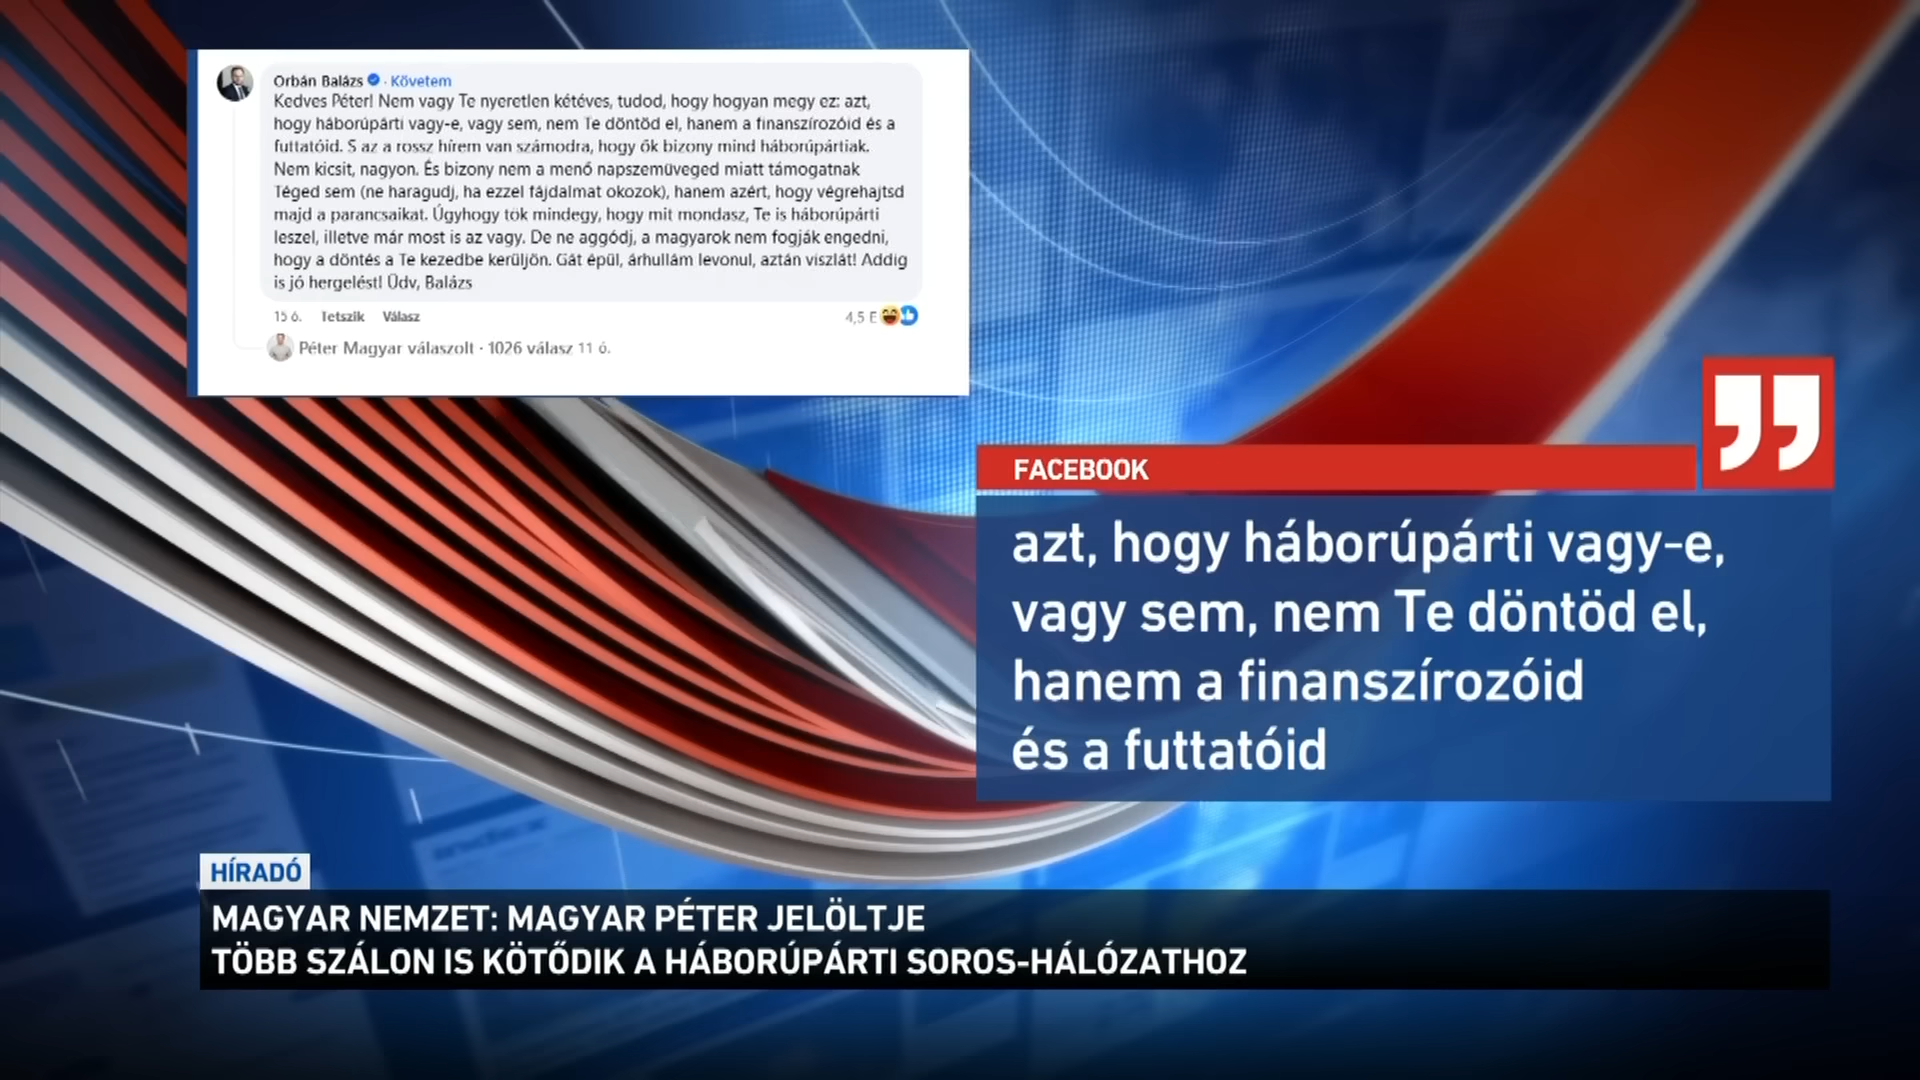 Orbán Balázs · Követem
Kedves Péter! Nem vagy Te nyeretlen kétéves, tudod, hogy hogyan megy ez: azt,
hogy háborúpárti vagy-e, vagy sem, nem Te döntöd el, hanem a finanszírozóid és a
futtatóid. S az a rossz hírem van számodra, hogy ők bizony mind háborúpártiak.
Nem kicsit, nagyon. És bizony nem a menő napszemüveged miatt támogatnak
Téged sem (ne haragudj, ha ezzel fájdalmat okozok), hanem azért, hogy végrehajtsd
majd a parancsaikat. Úgyhogy tök mindegy, hogy mit mondasz, Te is háborúpárti
leszel, illetve már most is az vagy. De ne aggódj, a magyarok nem fogják engedni,
hogy a döntés a Te kezedbe kerüljön. Gát épül, árhullám levonul, aztán viszlát! Addig
is jó hergelést! Üdv, Balázs
15 ó. Tetszik Válasz 4,5 E
Péter Magyar válaszolt · 1026 válasz 11 ó.
FACEBOOK
azt, hogy háborúpárti vagy-e,
vagy sem, nem Te döntöd el,
hanem a finanszírozóid
és a futtatóid
HÍRADÓ
MAGYAR NEMZET: MAGYAR PÉTER JELÖLTJE
TÖBB SZÁLON IS KÖTŐDIK A HÁBORÚPÁRTI SOROS-HÁLÓZATHOZ